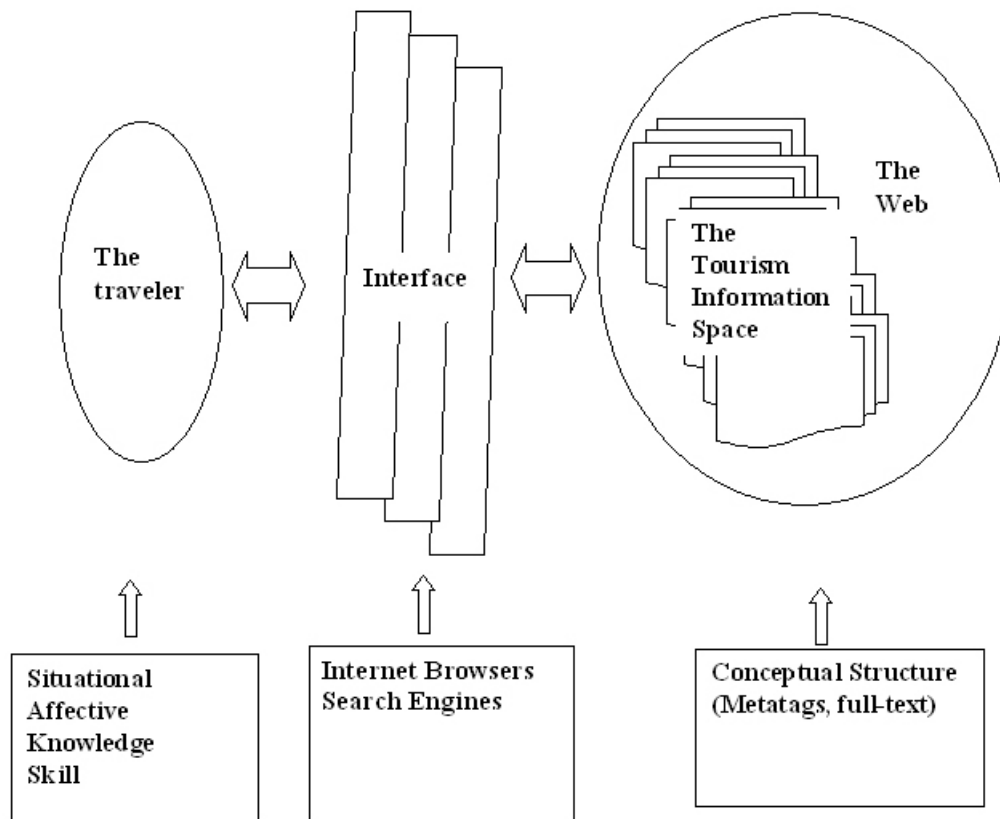 The
traveler
Interface
The
Web
The
Tourism
Information
Space
Situational
Affective
Knowledge
Skill
Internet Browsers
Search Engines
Conceptual Structure
(Metatags, full-text)